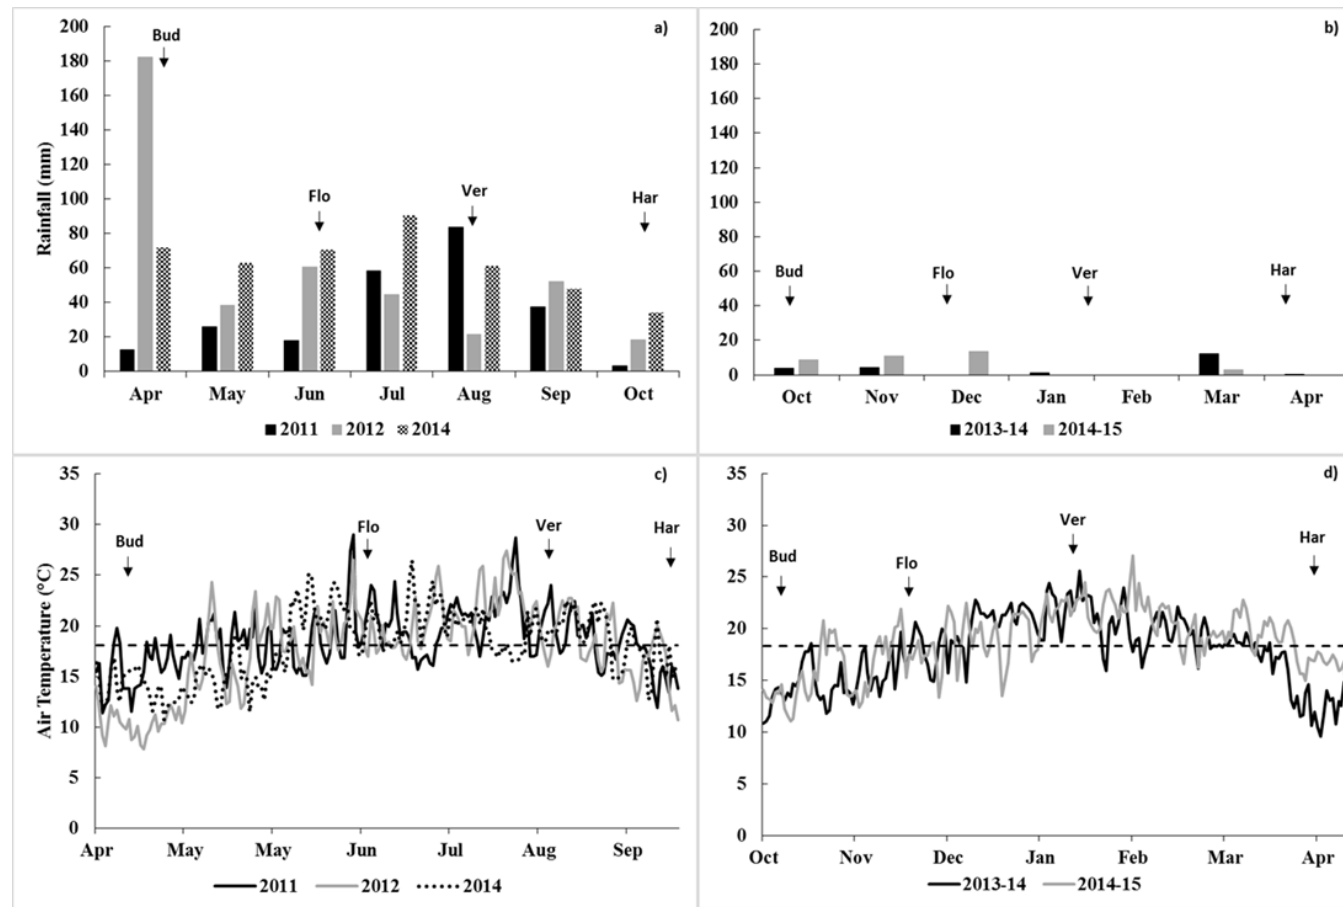 a)
Rainfall (mm)
200
180
160
140
120
100
80
60
40
20
0
Bud
Flo
Ver
Har
Apr May Jun Jul Aug Sep Oct
2011 2012 2014
b)
200
180
160
140
120
100
80
60
40
20
0
Bud
Flo
Ver
Har
Oct Nov Dec Jan Feb Mar Apr
2013-14 2014-15
c)
Air Temperature (°C)
35
30
25
20
15
10
5
0
Bud
Flo
Ver
Har
Apr May May Jun Jul Aug Sep
2011 2012 2014
d)
35
30
25
20
15
10
5
0
Bud
Flo
Ver
Har
Oct Nov Dec Jan Feb Mar Apr
2013-14 2014-15